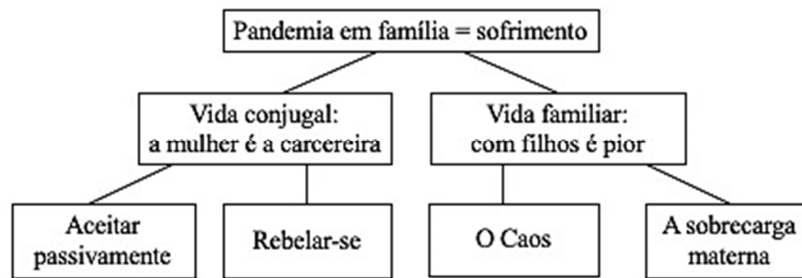 Pandemia em família = sofrimento
Vida conjugal:
a mulher é a carcereira
Vida familiar:
com filhos é pior
Aceitar
passivamente
Rebelar-se
O Caos
A sobrecarga
materna